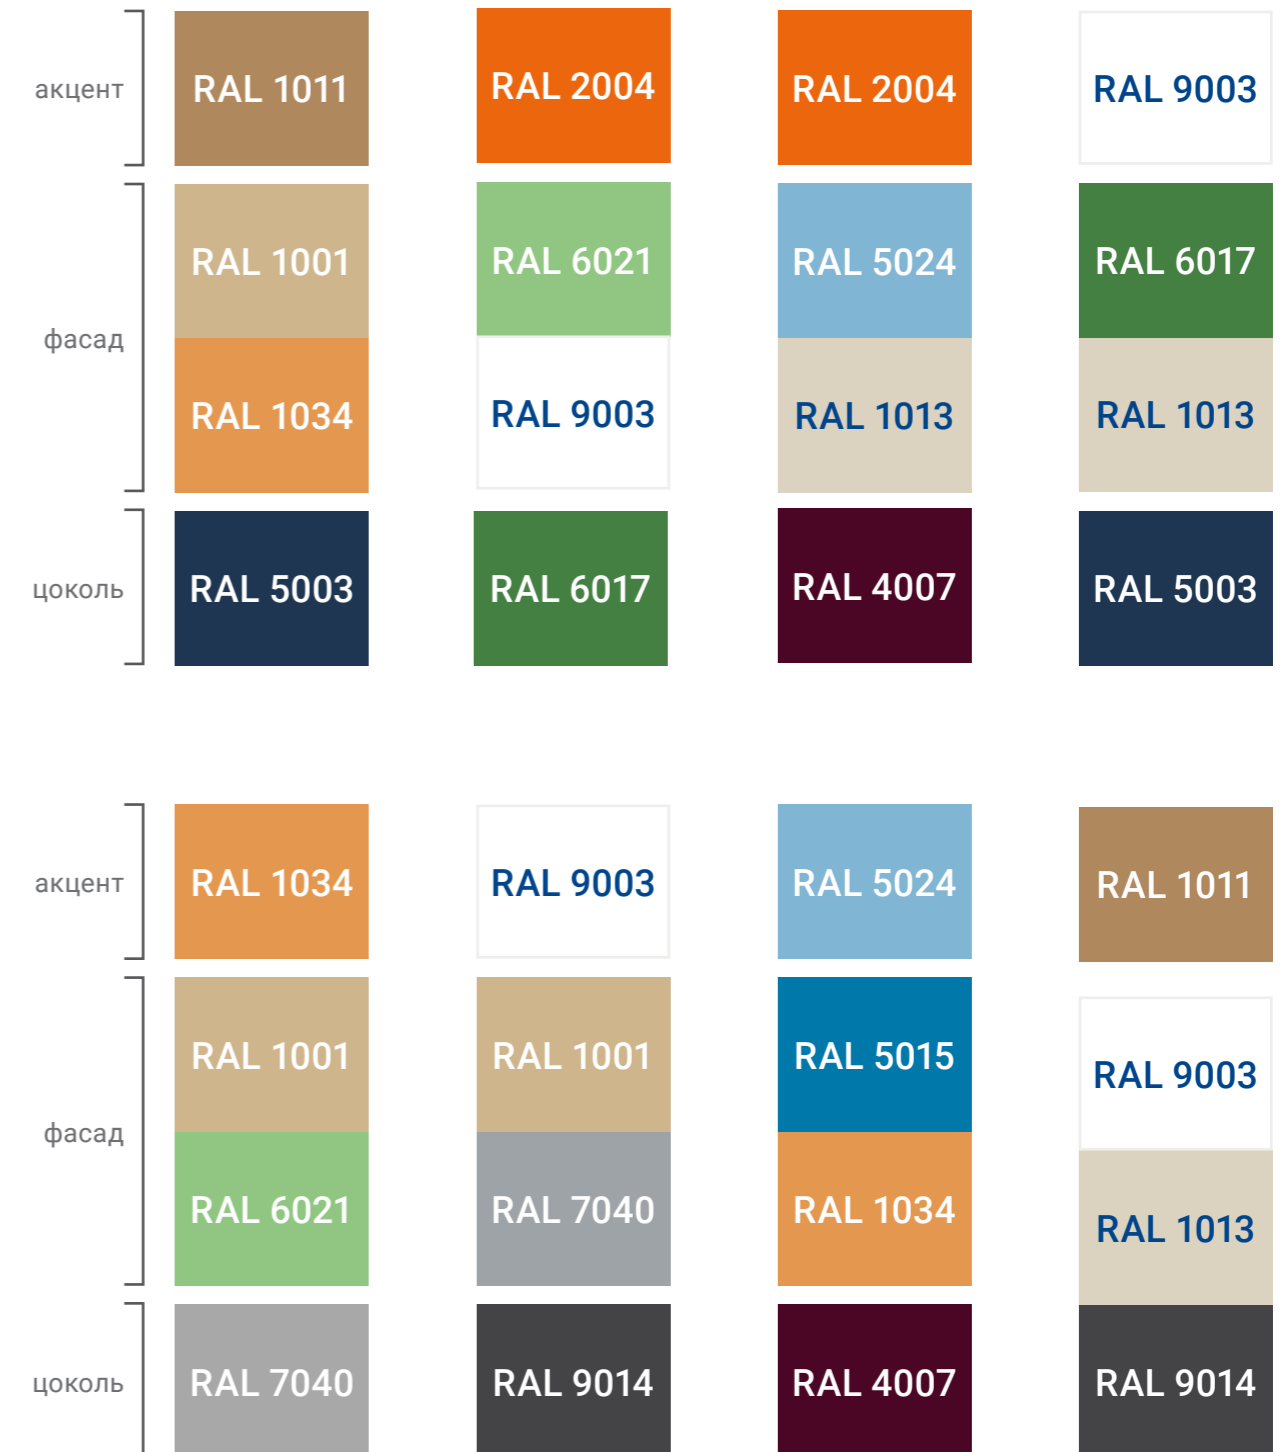 акцент
RAL 1011
RAL 2004
RAL 2004
RAL 9003
фасад
RAL 1001
RAL 6021
RAL 5024
RAL 6017
RAL 1034
RAL 9003
RAL 1013
RAL 1013
цоколь
RAL 5003
RAL 6017
RAL 4007
RAL 5003
акцент
RAL 1034
RAL 9003
RAL 5024
RAL 1011
фасад
RAL 1001
RAL 1001
RAL 5015
RAL 9003
RAL 6021
RAL 7040
RAL 1034
RAL 1013
цоколь
RAL 7040
RAL 9014
RAL 4007
RAL 9014